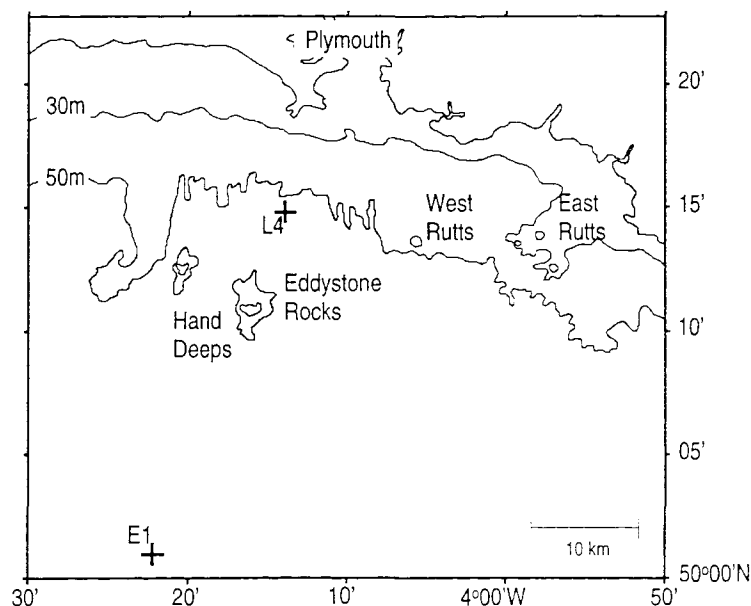 Plymouth
20'
30m
50m
West
Rutts
East
Rutts
15'
L4
Eddystone
Rocks
Hand
Deeps
10'
05'
E1
10 km
50°00'N
30'
20'
10'
4°00'W
50'